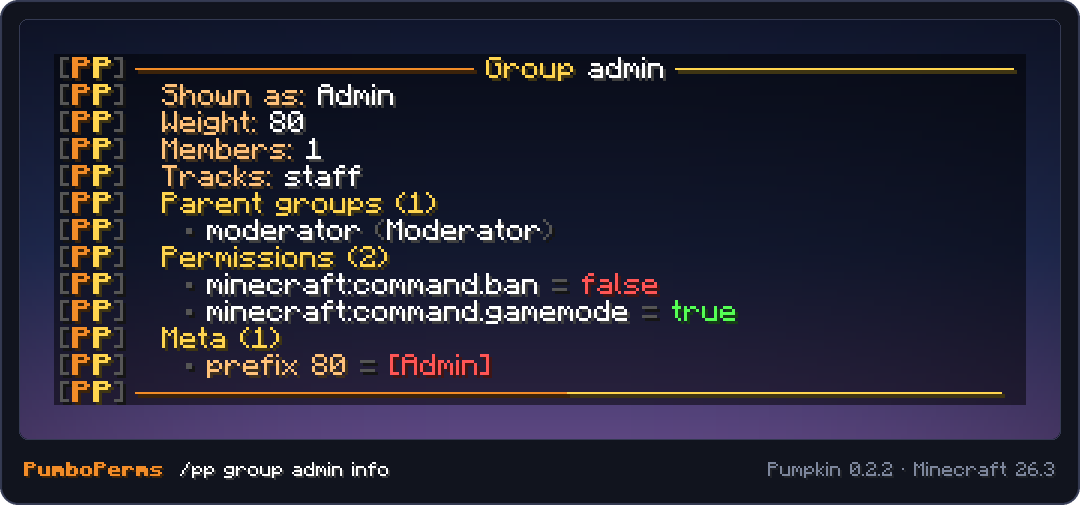 [PP] Group admin
[PP] Shown as: Admin
[PP] Weight: 80
[PP] Members: 1
[PP] Tracks: staff
[PP] Parent groups (1)
[PP] ▪ moderator (Moderator)
[PP] Permissions (2)
[PP] ▪ minecraft:command.ban = false
[PP] ▪ minecraft:command.gamemode = true
[PP] Meta (1)
[PP] ▪ prefix 80 = [Admin]
[PP]
PumboPerms /pp group admin info Pumpkin 0.2.2 · Minecraft 26.3